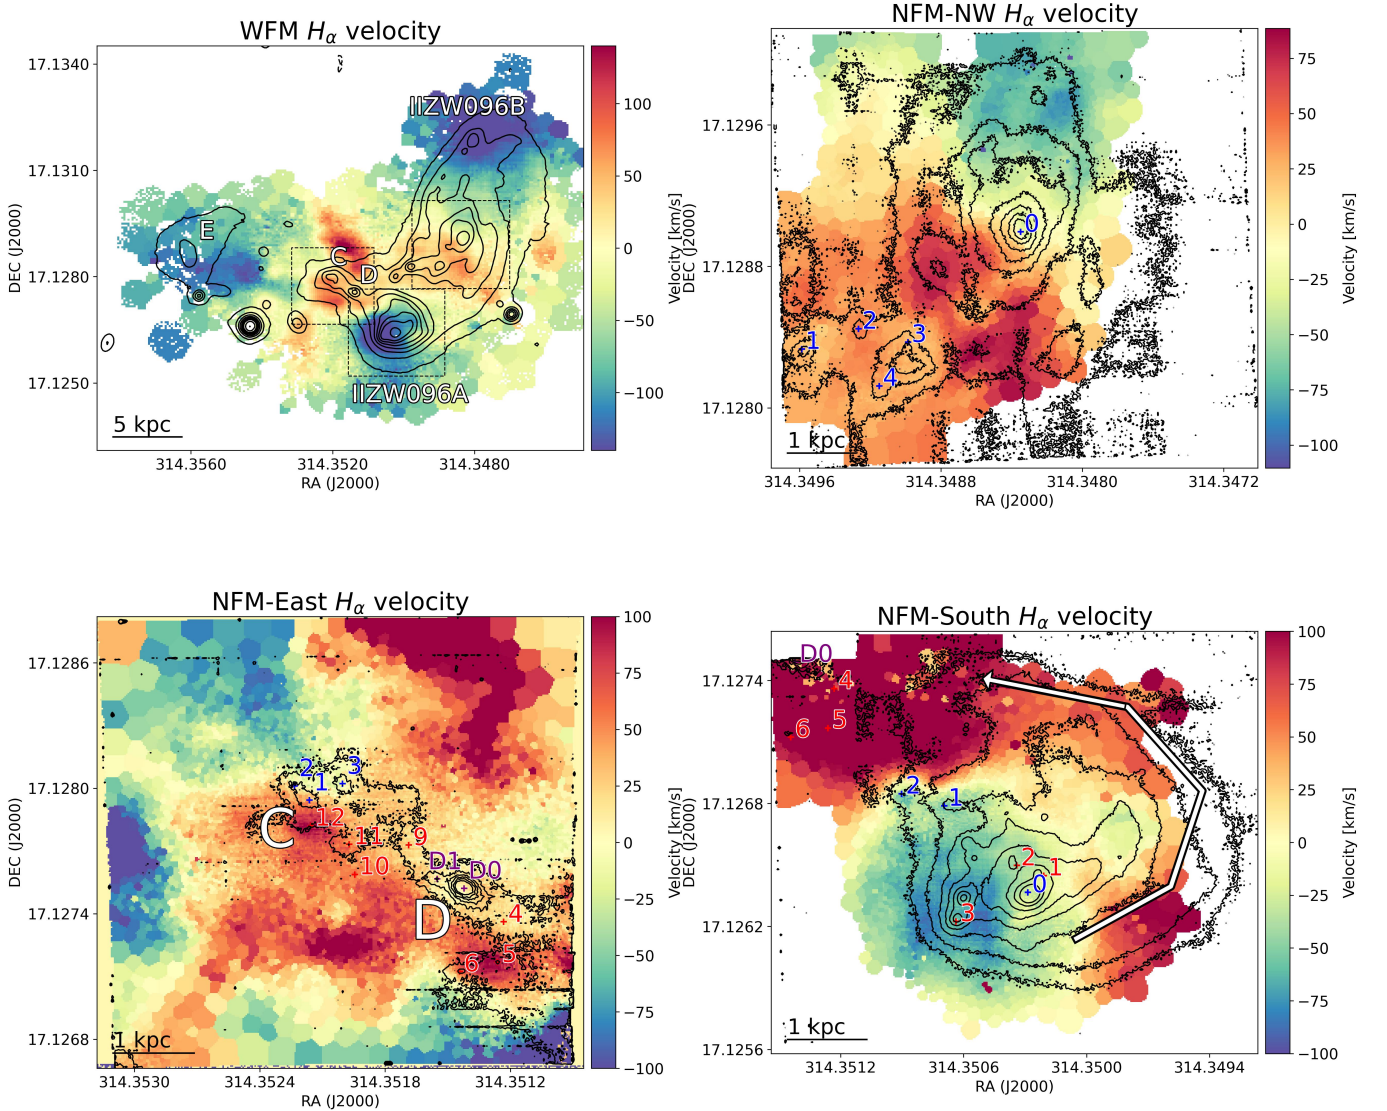 WFM Hα velocity
17.1340
17.1310
17.1280
17.1250
DEC (J2000)
IIZW096B
E
C
D
IIZW096A
5 kpc
314.3560
314.3520
314.3480
RA (J2000)
100
50
0
−50
−100
Velocity [km/s]
NFM-NW Hα velocity
17.1296
17.1288
17.1280
DEC (J2000)
0
1
2
3
4
1 kpc
314.3496
314.3488
314.3480
314.3472
RA (J2000)
75
50
25
0
−25
−50
−75
−100
Velocity [km/s]
NFM-East Hα velocity
17.1286
17.1280
17.1274
17.1268
DEC (J2000)
2
1
3
C
12
11
10
9
D1
D0
D
4
5
6
1 kpc
314.3530
314.3524
314.3518
314.3512
RA (J2000)
100
75
50
25
0
−25
−50
−75
−100
Velocity [km/s]
NFM-South Hα velocity
17.1274
17.1268
17.1262
17.1256
DEC (J2000)
D0
4
5
6
2
1
2
1
0
3
1 kpc
314.3512
314.3506
314.3500
314.3494
RA (J2000)
100
75
50
25
0
−25
−50
−75
−100
Velocity [km/s]